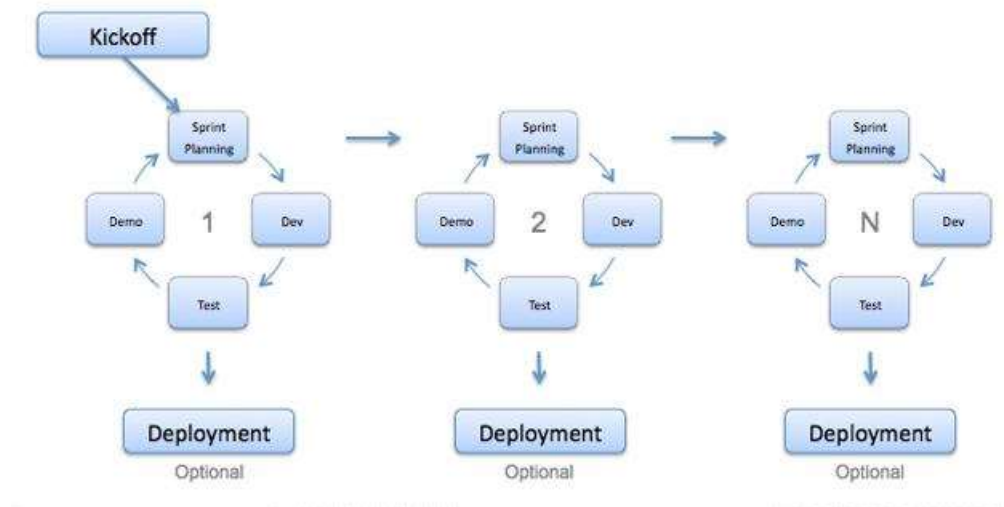 Kickoff
Sprint
Planning
Demo
1
Dev
Test
Deployment
Optional
Sprint
Planning
Demo
2
Dev
Test
Deployment
Optional
Sprint
Planning
Demo
N
Dev
Test
Deployment
Optional